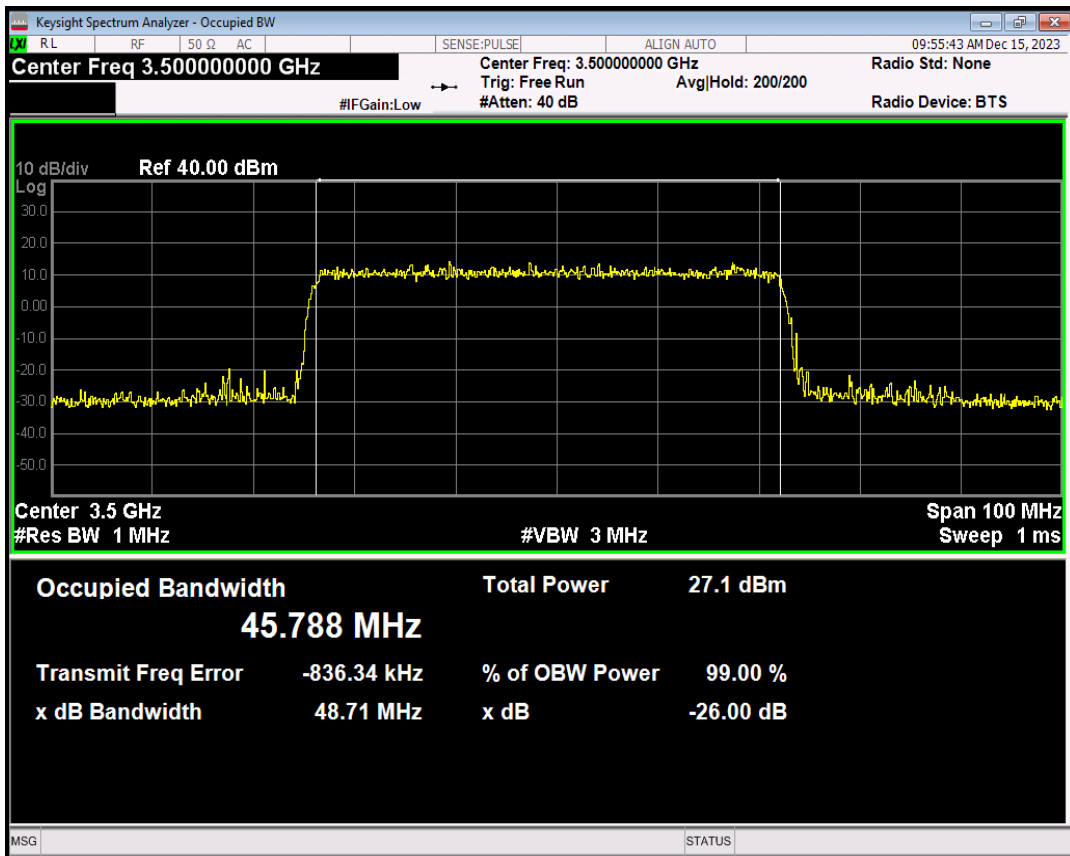 Keysight Spectrum Analyzer - Occupied BW
LXI RL RF 50 Ω AC SENSE:PULSE ALIGN AUTO 09:55:43 AM Dec 15, 2023
Center Freq 3.500000000 GHz Center Freq: 3.500000000 GHz Radio Std: None
Trig: Free Run Avg|Hold: 200/200
#IFGain:Low #Atten: 40 dB Radio Device: BTS
10 dB/div Ref 40.00 dBm
Log
30.0
20.0
10.0
0.00
-10.0
-20.0
-30.0
-40.0
-50.0
Center 3.5 GHz Span 100 MHz
#Res BW 1 MHz #VBW 3 MHz Sweep 1 ms
Occupied Bandwidth Total Power 27.1 dBm
45.788 MHz
Transmit Freq Error -836.34 kHz % of OBW Power 99.00 %
x dB Bandwidth 48.71 MHz x dB -26.00 dB
MSG STATUS